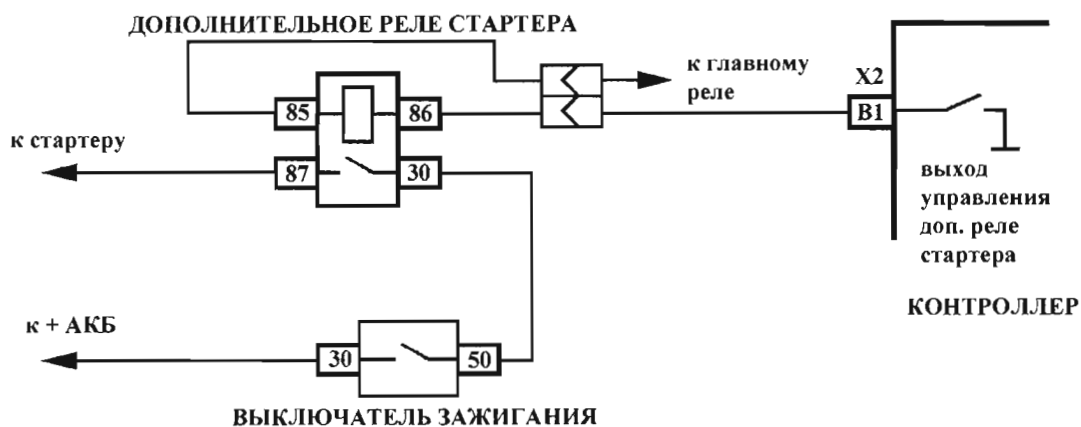 ДОПОЛНИТЕЛЬНОЕ РЕЛЕ СТАРТЕРА
к главному
реле
X2
85
86
B1
к стартеру
87
30
выход
управления
доп. реле
стартера
КОНТРОЛЛЕР
к + АКБ
30
50
ВЫКЛЮЧАТЕЛЬ ЗАЖИГАНИЯ